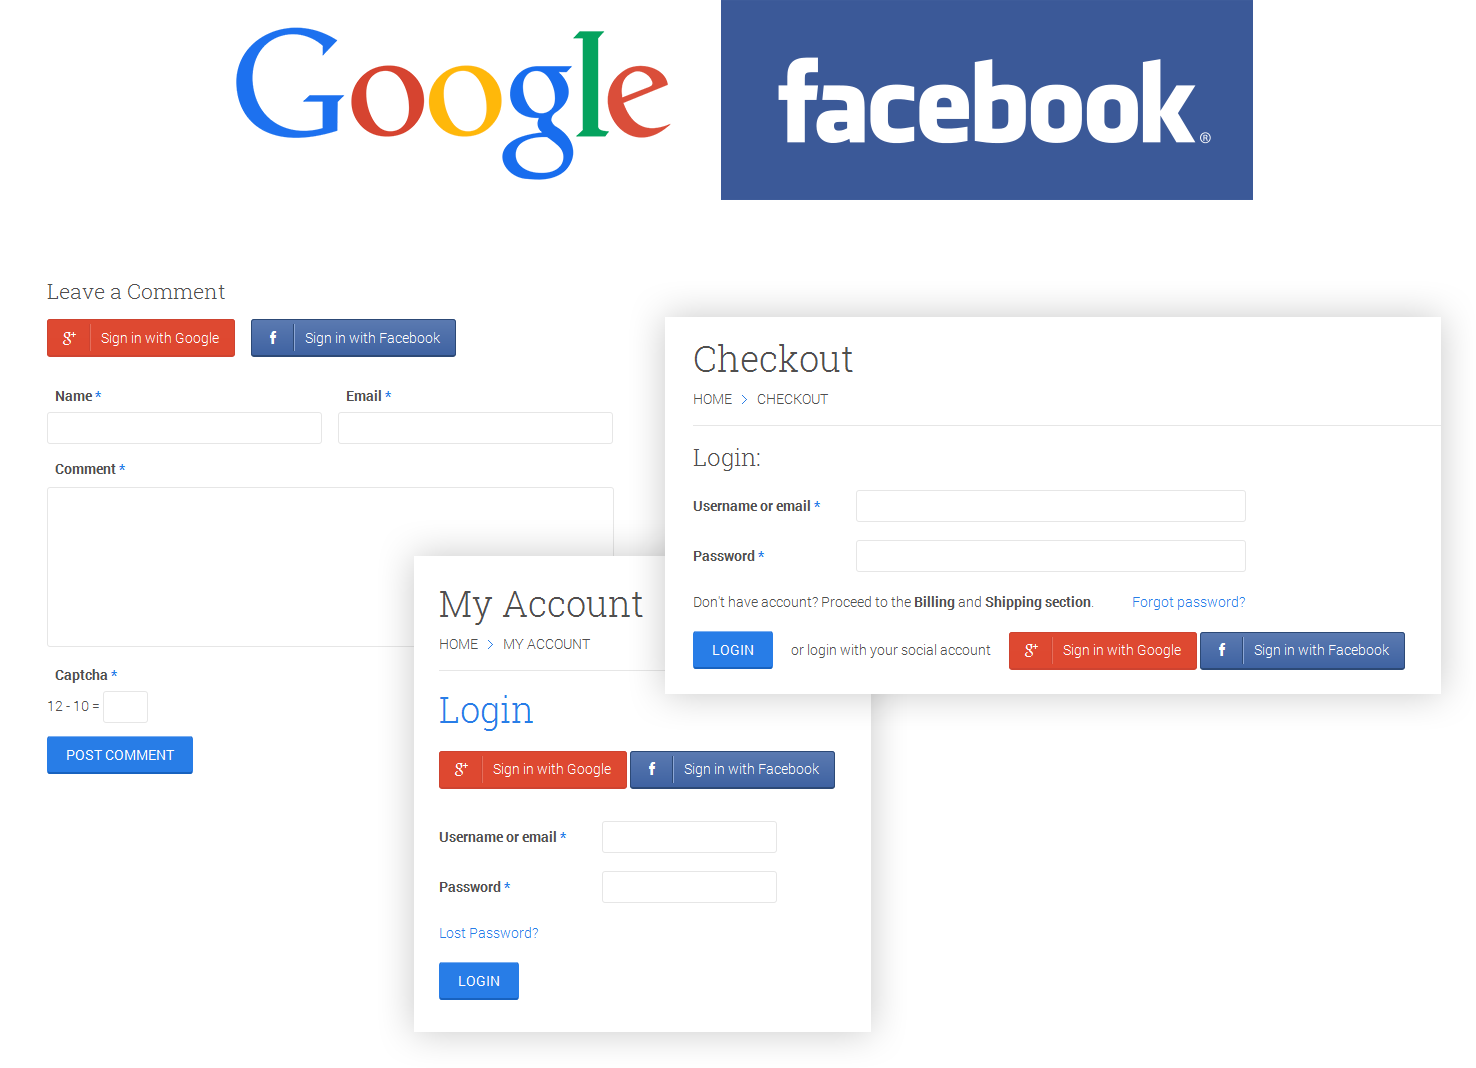 Google
facebook®
Leave a Comment
g+ Sign in with Google
f Sign in with Facebook
Name *
Email *
Comment *
Captcha *
12 - 10 =
POST COMMENT
Checkout
HOME > CHECKOUT
Login:
Username or email *
Password *
Don't have account? Proceed to the Billing and Shipping section. Forgot password?
LOGIN or login with your social account g+ Sign in with Google f Sign in with Facebook
My Account
HOME > MY ACCOUNT
Login
g+ Sign in with Google f Sign in with Facebook
Username or email *
Password *
Lost Password?
LOGIN